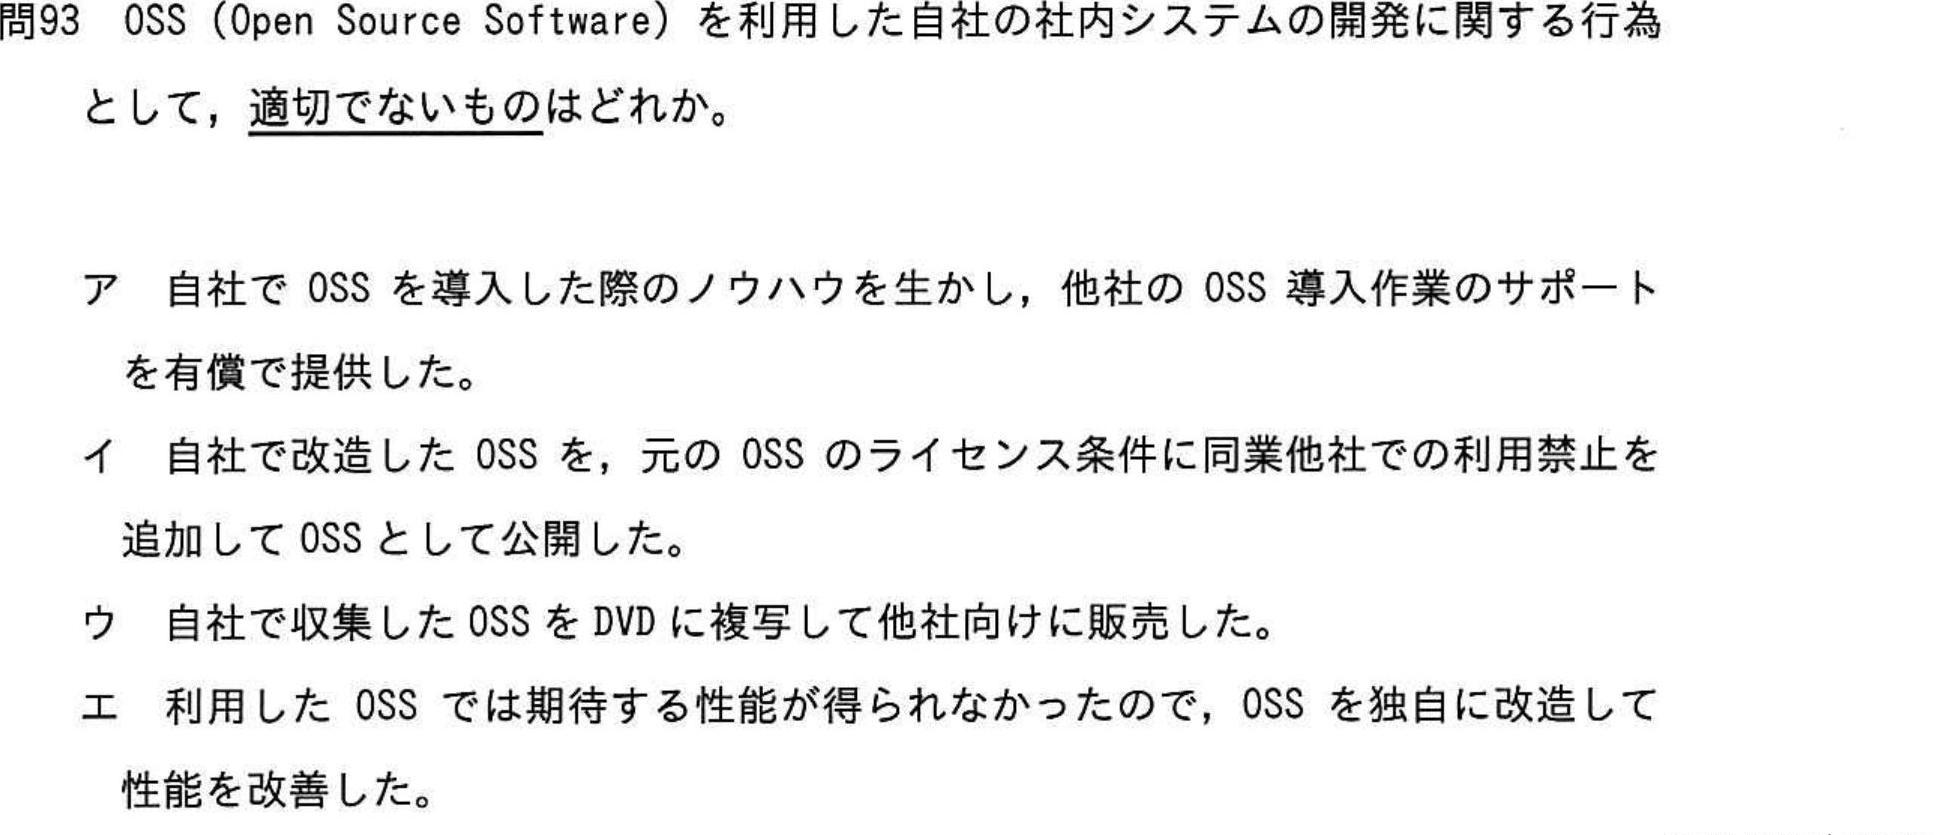 問93 OSS（Open Source Software）を利用した自社の社内システムの開発に関する行為
として，適切でないものはどれか。
ア 自社で OSS を導入した際のノウハウを生かし，他社の OSS 導入作業のサポート
を有償で提供した。
イ 自社で改造した OSS を，元の OSS のライセンス条件に同業他社での利用禁止を
追加して OSS として公開した。
ウ 自社で収集した OSS を DVD に複写して他社向けに販売した。
エ 利用した OSS では期待する性能が得られなかったので，OSS を独自に改造して
性能を改善した。